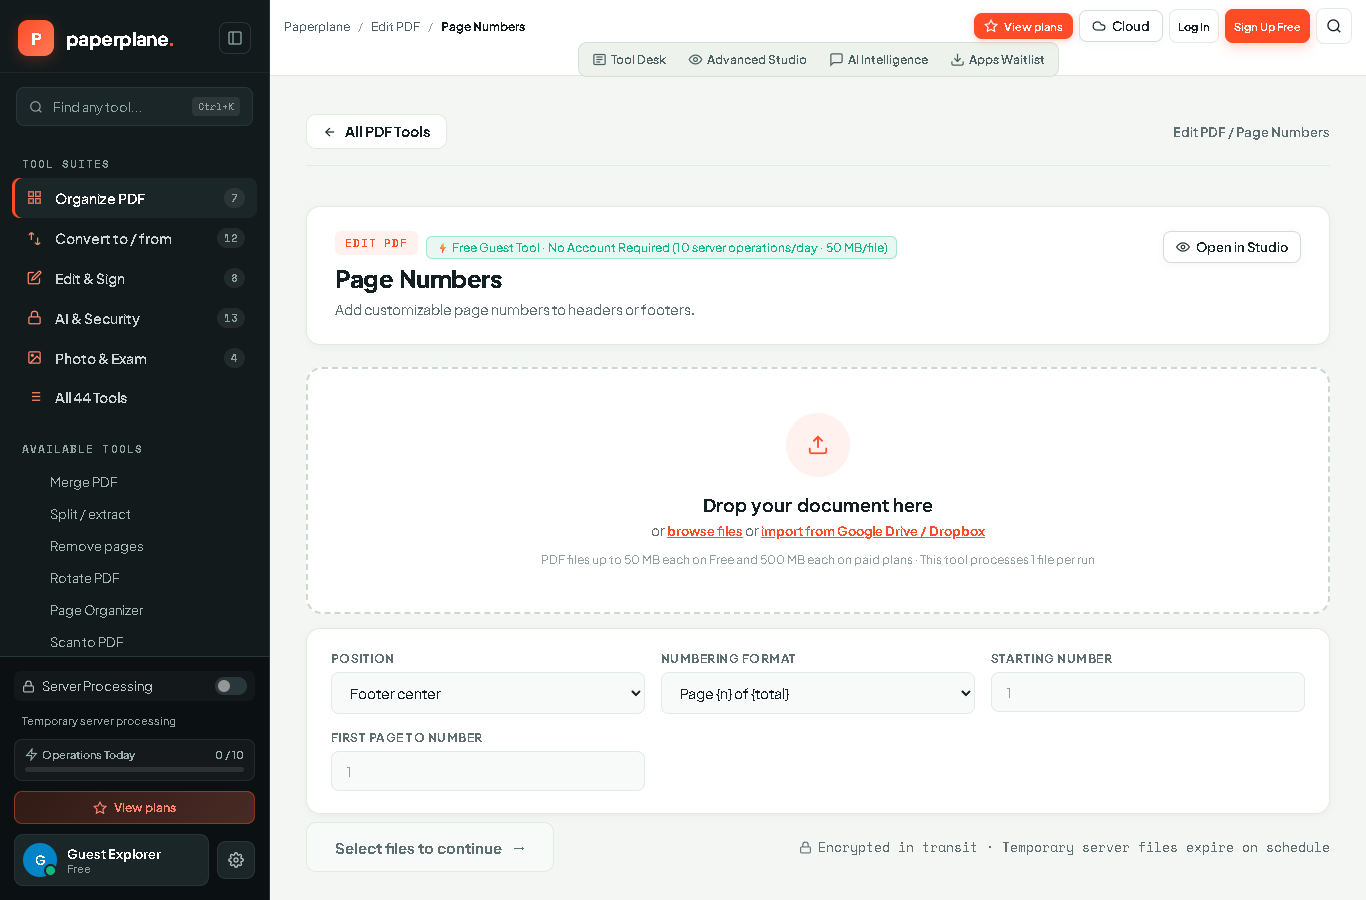 P paperplane.
Find any tool... Ctrl+K
TOOL SUITES
Organize PDF 7
Convert to / from 12
Edit & Sign 8
AI & Security 13
Photo & Exam 4
All 44 Tools
AVAILABLE TOOLS
Merge PDF
Split / extract
Remove pages
Rotate PDF
Page Organizer
Scan to PDF
Server Processing
Temporary server processing
Operations Today 0 / 10
View plans
G Guest Explorer
Free
Paperplane / Edit PDF / Page Numbers
View plans Cloud Log In Sign Up Free
Tool Desk Advanced Studio AI Intelligence Apps Waitlist
← All PDF Tools Edit PDF / Page Numbers
EDIT PDF Free Guest Tool · No Account Required (10 server operations/day · 50 MB/file) Open in Studio
Page Numbers
Add customizable page numbers to headers or footers.
Drop your document here
or browse files or import from Google Drive / Dropbox
PDF files up to 50 MB each on Free and 500 MB each on paid plans · This tool processes 1 file per run
POSITION NUMBERING FORMAT STARTING NUMBER
Footer center Page {n} of {total} 1
FIRST PAGE TO NUMBER
1
Select files to continue → Encrypted in transit · Temporary server files expire on schedule